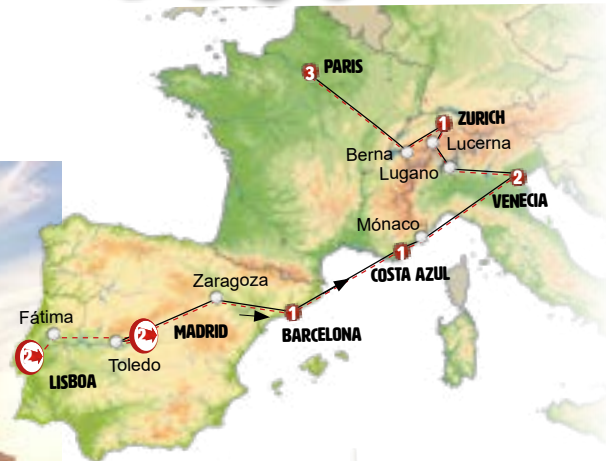 3 PARIS
1 ZURICH
Lucerna
Berna
Lugano
2
VENECIA
Mónaco
1
COSTA AZUL
Zaragoza
1
BARCELONA
Fátima
2 MADRID
Toledo
2
LISBOA